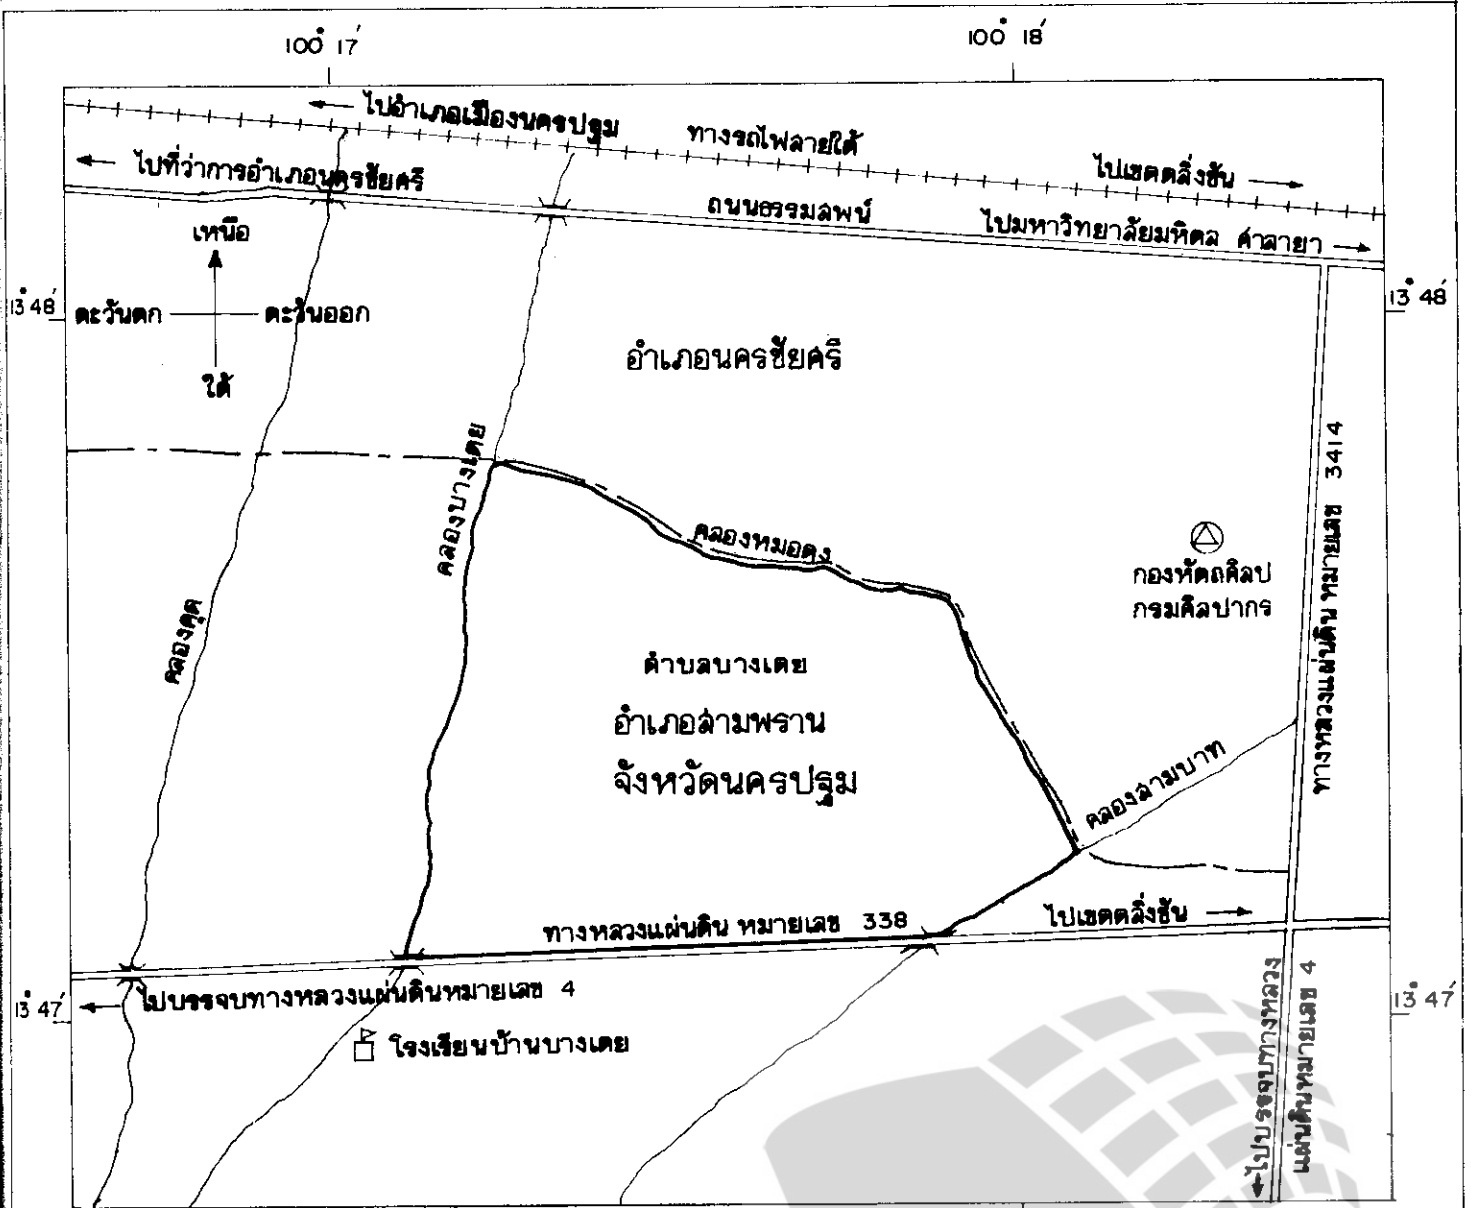 100° 17′
100° 18′
← ไปอำเภอเมืองนครปฐม
ทางรถไฟสายใต้
← ไปที่ว่าการอำเภอนครชัยศรี
ไปเขตตลิ่งชัน →
ถนนธรรมสพน์
ไปมหาวิทยาลัยมหิดล ศาลายา →
เหนือ
13° 48′
ตะวันตก
ตะวันออก
13° 48′
ใต้
อำเภอนครชัยศรี
คลองบางเตย
ทางหลวงแผ่นดิน หมายเลข 3414
คลองหมอตง
กองหัตถศิลป
กรมศิลปากร
ตำบลบางเตย
อำเภอสามพราน
จังหวัดนครปฐม
คลองสามบาท
ทางหลวงแผ่นดิน หมายเลข 338
ไปเขตตลิ่งชัน →
13° 47′
← ไปบรรจบทางหลวงแผ่นดินหมายเลข 4
13° 47′
โรงเรียนบ้านบางเตย
← ไปบรรจบทางหลวง
แผ่นดินหมายเลข 4